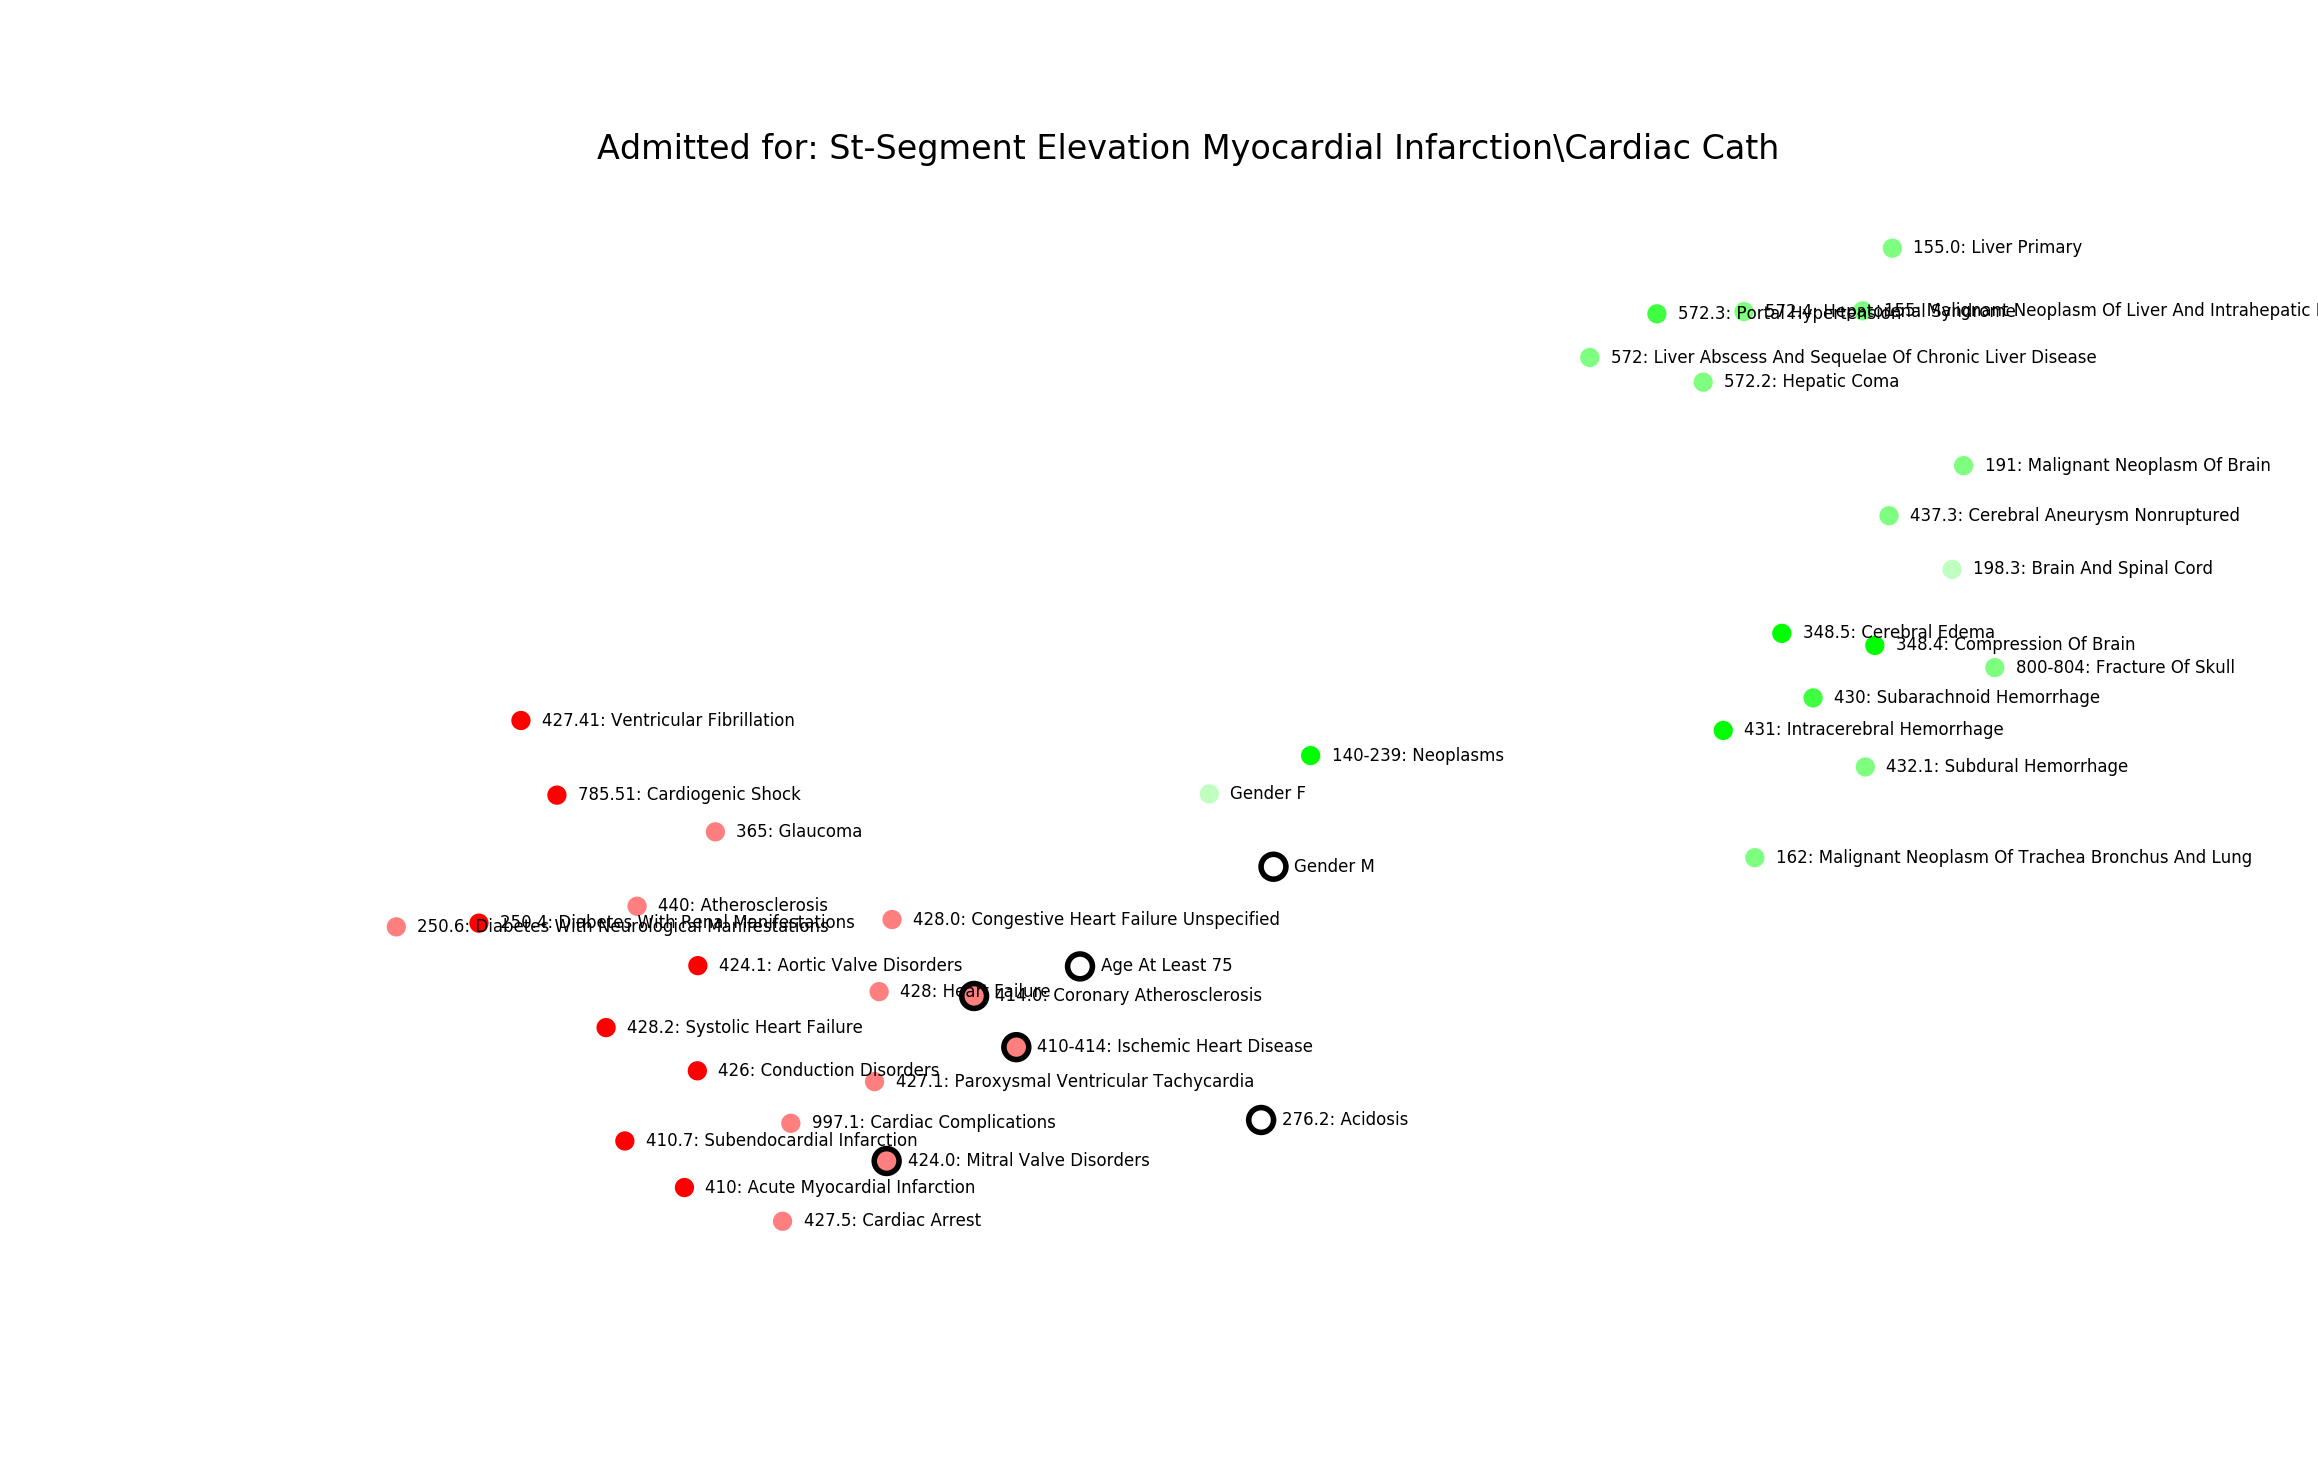 Admitted for: St-Segment Elevation Myocardial Infarction\Cardiac Cath
155.0: Liver Primary
572.3: Portal Hypertension
572.4: Hepatorenal Syndrome
155: Malignant Neoplasm Of Liver And Intrahepatic
572: Liver Abscess And Sequelae Of Chronic Liver Disease
572.2: Hepatic Coma
191: Malignant Neoplasm Of Brain
437.3: Cerebral Aneurysm Nonruptured
198.3: Brain And Spinal Cord
348.5: Cerebral Edema
348.4: Compression Of Brain
800-804: Fracture Of Skull
430: Subarachnoid Hemorrhage
427.41: Ventricular Fibrillation
431: Intracerebral Hemorrhage
140-239: Neoplasms
432.1: Subdural Hemorrhage
785.51: Cardiogenic Shock
Gender F
365: Glaucoma
162: Malignant Neoplasm Of Trachea Bronchus And Lung
Gender M
440: Atherosclerosis
428.0: Congestive Heart Failure Unspecified
250.4: Diabetes With Renal Manifestations
250.6: Diabetes With Neurological Manifestations
424.1: Aortic Valve Disorders
Age At Least 75
428: Heart Failure
414.0: Coronary Atherosclerosis
428.2: Systolic Heart Failure
410-414: Ischemic Heart Disease
426: Conduction Disorders
427.1: Paroxysmal Ventricular Tachycardia
276.2: Acidosis
997.1: Cardiac Complications
410.7: Subendocardial Infarction
424.0: Mitral Valve Disorders
410: Acute Myocardial Infarction
427.5: Cardiac Arrest